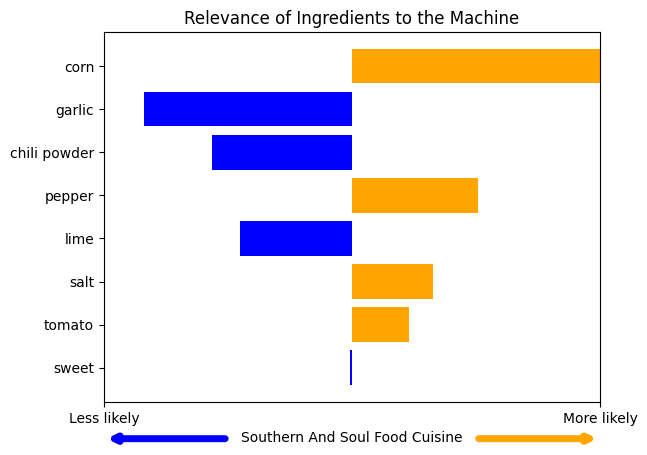 Relevance of Ingredients to the Machine
corn
garlic
chili powder
pepper
lime
salt
tomato
sweet
Less likely
More likely
Southern And Soul Food Cuisine